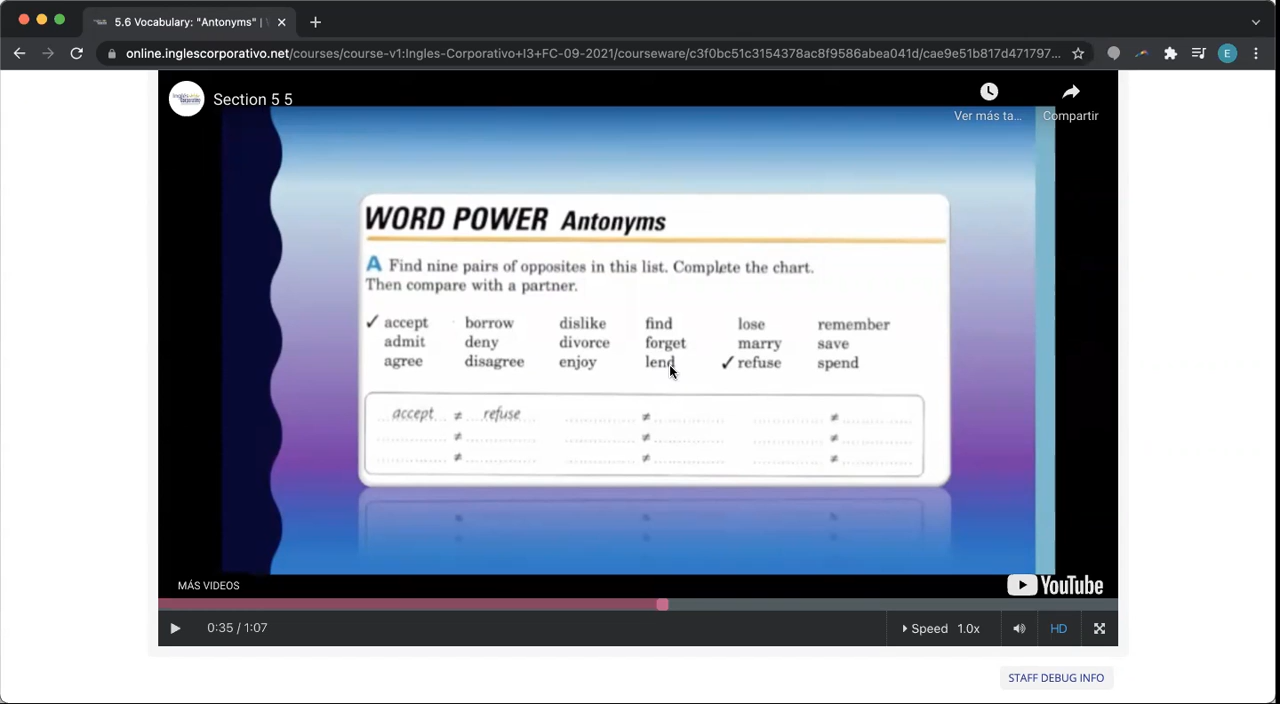 5.6 Vocabulary: "Antonyms" |
online.inglescorporativo.net/courses/course-v1:Ingles-Corporativo+I3+FC-09-2021/courseware/c3f0bc51c3154378ac8f9586abea041d/cae9e51b817d471797...
E
Section 5 5
Ver más ta...
Compartir
WORD POWER Antonyms
A Find nine pairs of opposites in this list. Complete the chart.
Then compare with a partner.
✓ accept borrow dislike find lose remember
admit deny divorce forget marry save
agree disagree enjoy lend ✓ refuse spend
accept ≠ refuse ≠ ≠
≠ ≠ ≠
≠ ≠ ≠
MÁS VIDEOS
YouTube
0:35 / 1:07
Speed 1.0x
HD
STAFF DEBUG INFO